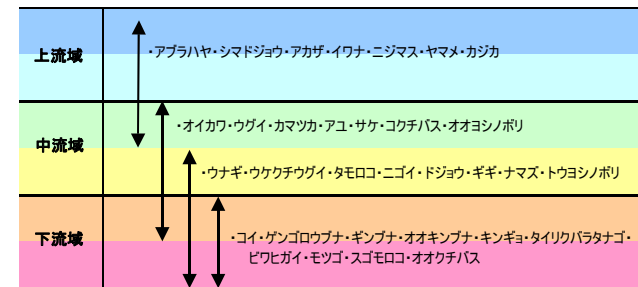 上流域
・アブラハヤ・シマドジョウ・アカザ・イワナ・ニジマス・ヤマメ・カジカ
・オイカワ・ウグイ・カマツカ・アユ・サケ・コクチバス・オオヨシノボリ
中流域
・ウナギ・ウケクチウグイ・タモロコ・ニゴイ・ドジョウ・ギギ・ナマズ・トウヨシノボリ
下流域
・コイ・ゲンゴロウブナ・ギンブナ・オオキンブナ・キンギョ・タイリクバラタナゴ・
ビワヒガイ・モツゴ・スゴモロコ・オオクチバス